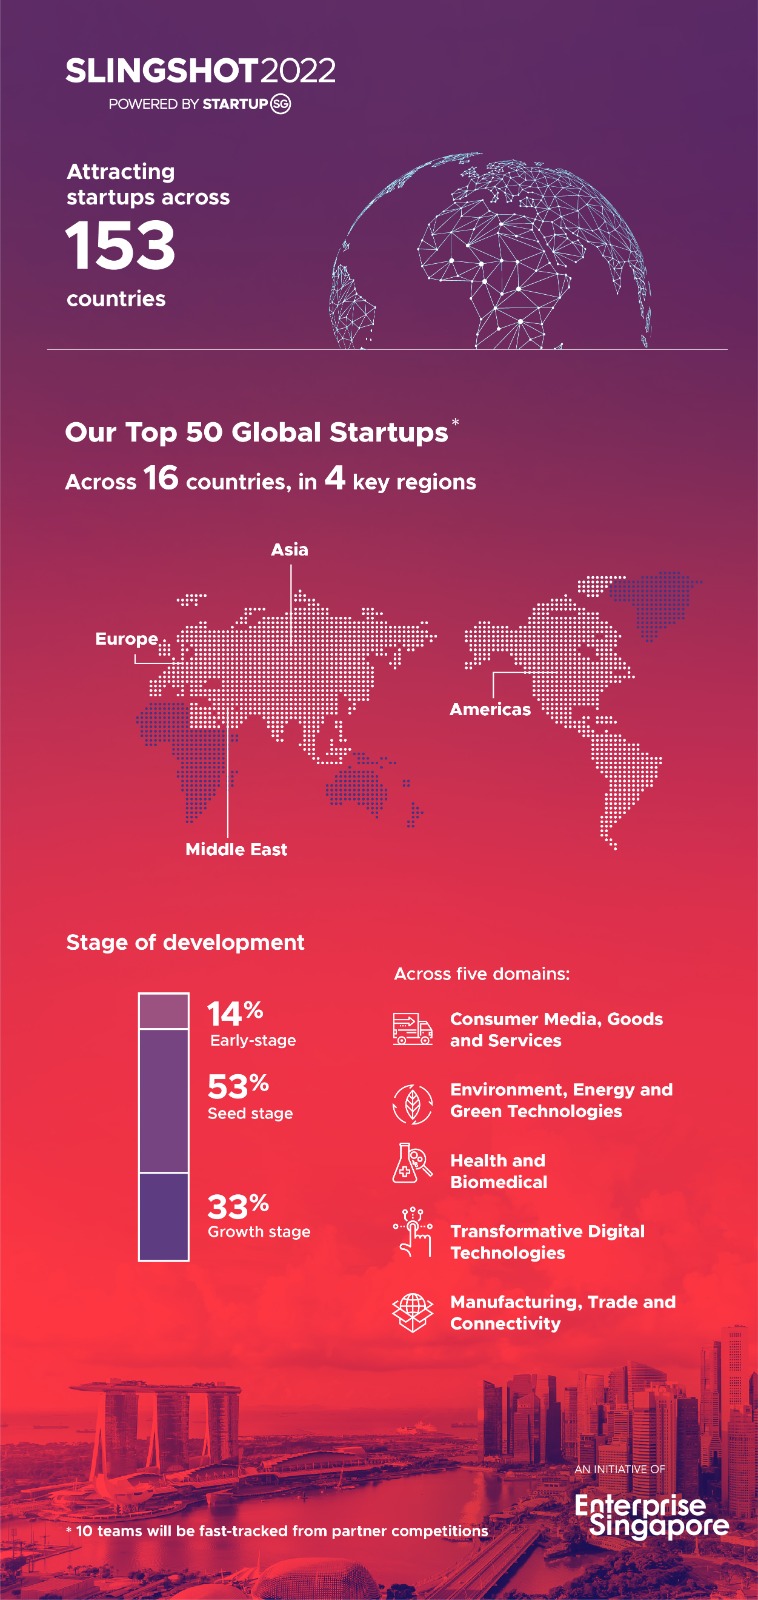 SLINGSHOT2022
POWERED BY STARTUP SG
Attracting
startups across
153
countries
Our Top 50 Global Startups*
Across 16 countries, in 4 key regions
Asia
Europe
Americas
Middle East
Stage of development
14%
Early-stage
53%
Seed stage
33%
Growth stage
Across five domains:
Consumer Media, Goods
and Services
Environment, Energy and
Green Technologies
Health and
Biomedical
Transformative Digital
Technologies
Manufacturing, Trade and
Connectivity
AN INITIATIVE OF
Enterprise
Singapore
* 10 teams will be fast-tracked from partner competitions